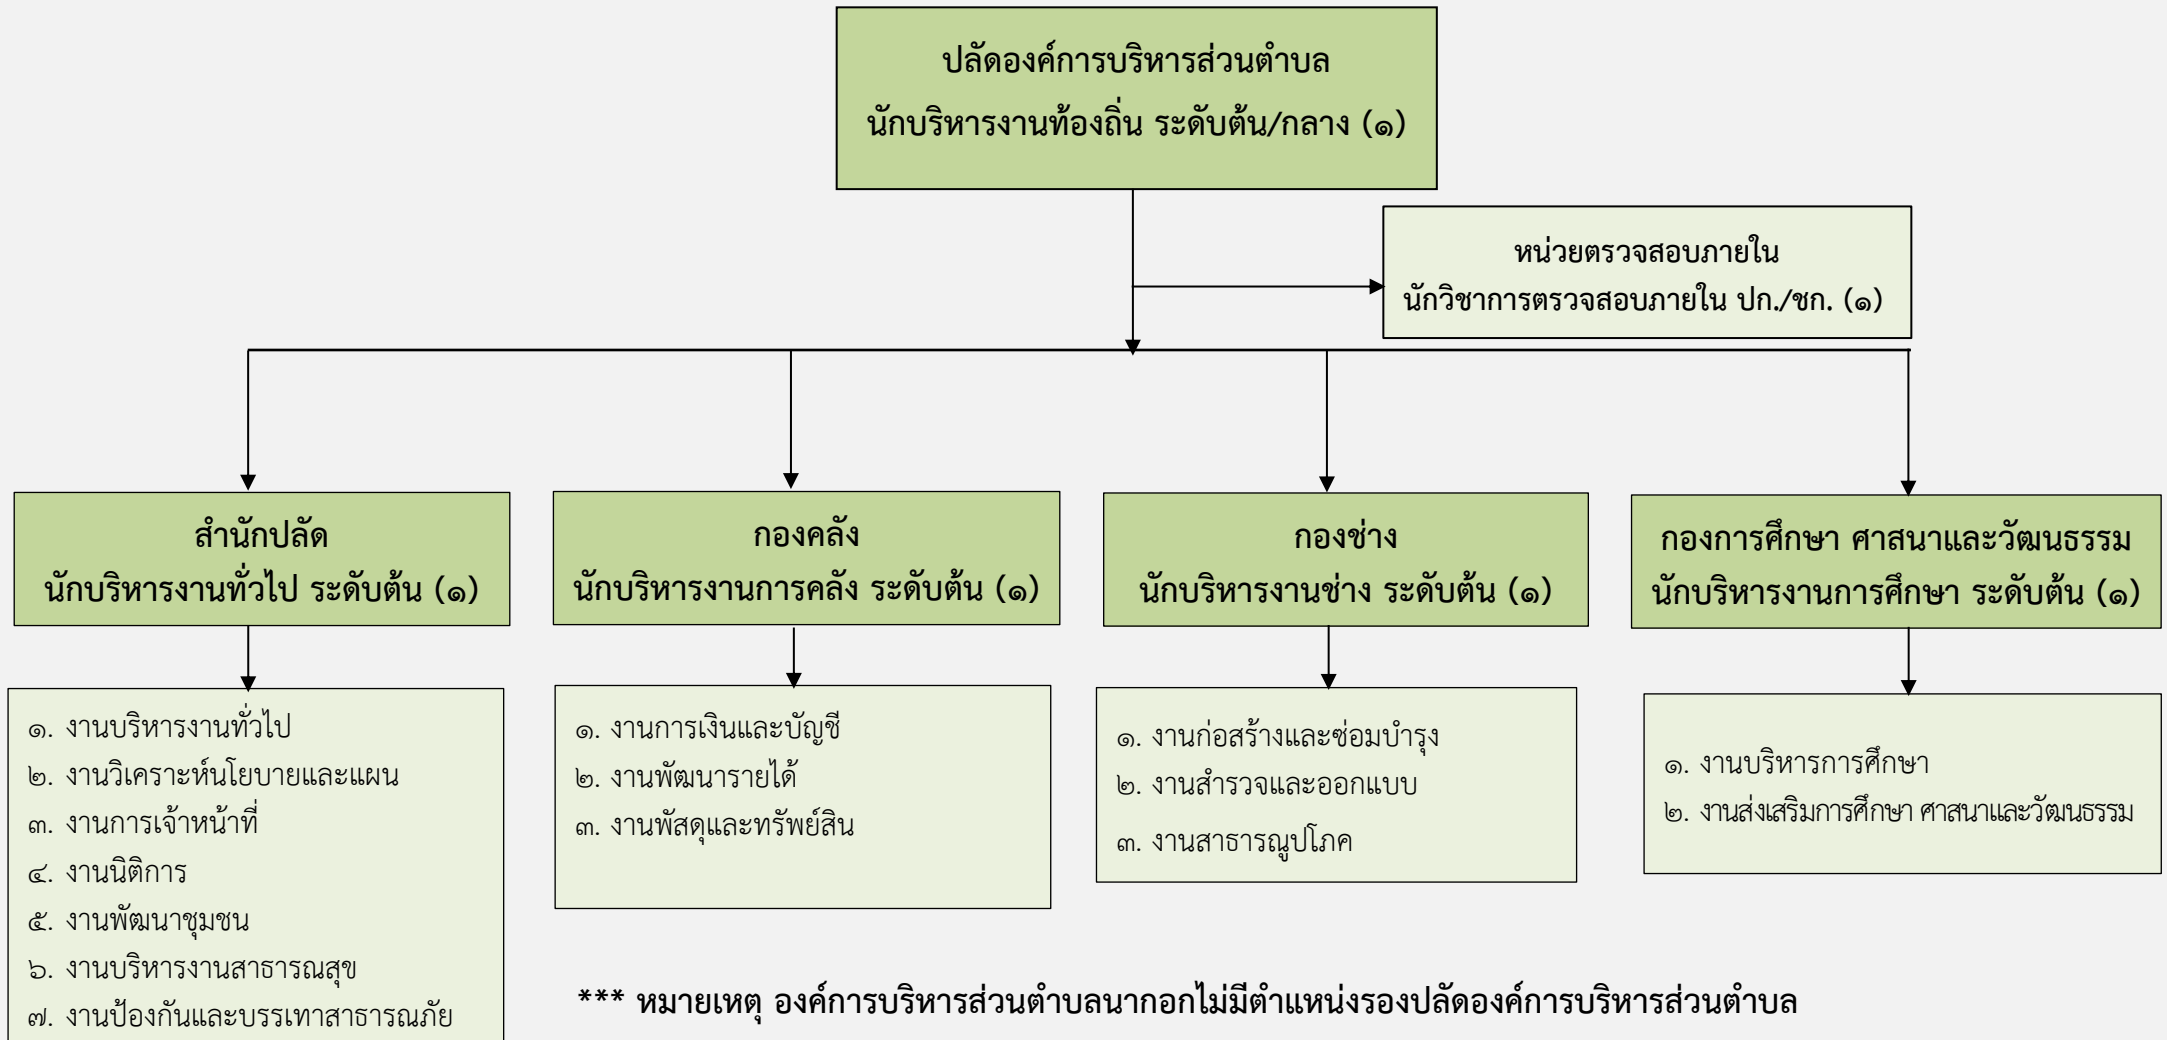 ปลัดองค์การบริหารส่วนตำบล
นักบริหารงานท้องถิ่น ระดับต้น/กลาง (๑)
หน่วยตรวจสอบภายใน
นักวิชาการตรวจสอบภายใน ปก./ชก. (๑)
สำนักปลัด
นักบริหารงานทั่วไป ระดับต้น (๑)
กองคลัง
นักบริหารงานการคลัง ระดับต้น (๑)
กองช่าง
นักบริหารงานช่าง ระดับต้น (๑)
กองการศึกษา ศาสนาและวัฒนธรรม
นักบริหารงานการศึกษา ระดับต้น (๑)
๑. งานบริหารงานทั่วไป
๒. งานวิเคราะห์นโยบายและแผน
๓. งานการเจ้าหน้าที่
๔. งานนิติการ
๕. งานพัฒนาชุมชน
๖. งานบริหารงานสาธารณสุข
๗. งานป้องกันและบรรเทาสาธารณภัย
๑. งานการเงินและบัญชี
๒. งานพัฒนารายได้
๓. งานพัสดุและทรัพย์สิน
๑. งานก่อสร้างและซ่อมบำรุง
๒. งานสำรวจและออกแบบ
๓. งานสาธารณูปโภค
๑. งานบริหารการศึกษา
๒. งานส่งเสริมการศึกษา ศาสนาและวัฒนธรรม
*** หมายเหตุ องค์การบริหารส่วนตำบลนากอกไม่มีตำแหน่งรองปลัดองค์การบริหารส่วนตำบล